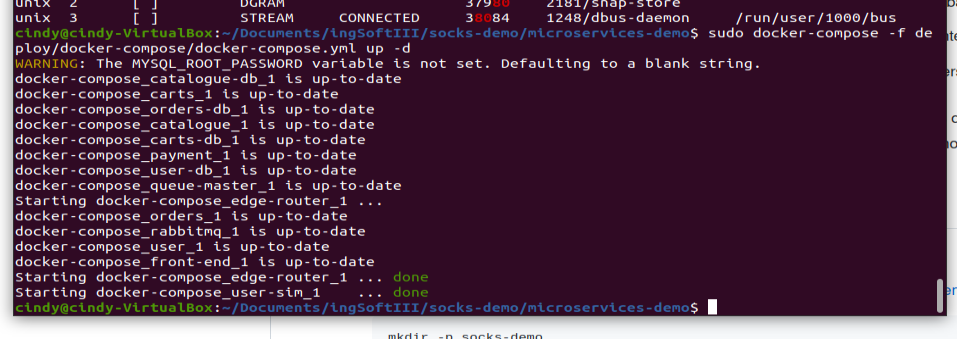 unix 2 [ ] DGRAM 37980 2181/snap-store
unix 3 [ ] STREAM CONNECTED 38084 1248/dbus-daemon /run/user/1000/bus
cindy@cindy-VirtualBox:~/Documents/ingSoftIII/socks-demo/microservices-demo$ sudo docker-compose -f de
ploy/docker-compose/docker-compose.yml up -d
WARNING: The MYSQL_ROOT_PASSWORD variable is not set. Defaulting to a blank string.
docker-compose_catalogue-db_1 is up-to-date
docker-compose_carts_1 is up-to-date
docker-compose_orders-db_1 is up-to-date
docker-compose_catalogue_1 is up-to-date
docker-compose_carts-db_1 is up-to-date
docker-compose_payment_1 is up-to-date
docker-compose_user-db_1 is up-to-date
docker-compose_queue-master_1 is up-to-date
Starting docker-compose_edge-router_1 ...
docker-compose_orders_1 is up-to-date
docker-compose_rabbitmq_1 is up-to-date
docker-compose_user_1 is up-to-date
docker-compose_front-end_1 is up-to-date
Starting docker-compose_edge-router_1 ... done
Starting docker-compose_user-sim_1 ... done
cindy@cindy-VirtualBox:~/Documents/ingSoftIII/socks-demo/microservices-demo$
mkdir -p socks-demo